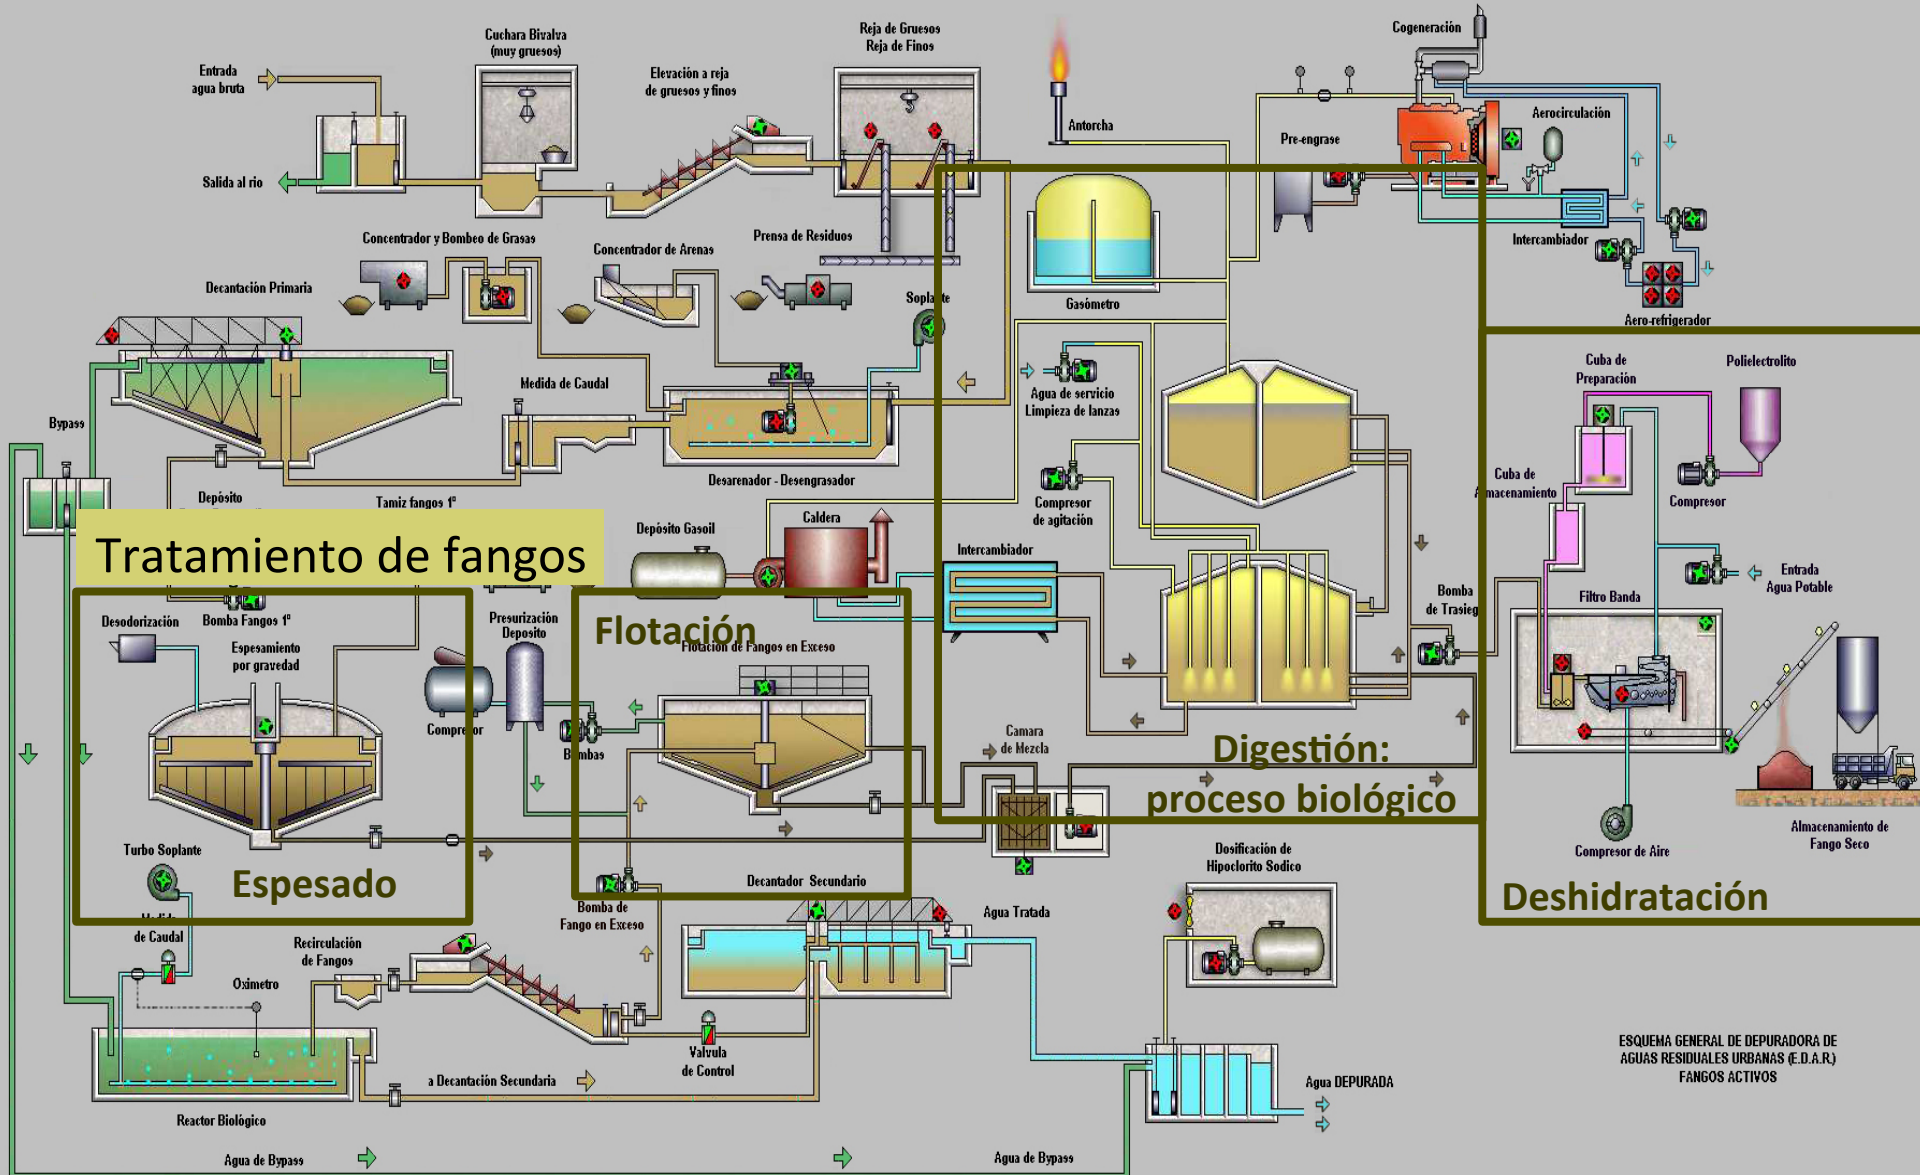 Cuchara Bivalva
(muy gruesos)
Reja de Gruesos
Reja de Finos
Cogeneración
Entrada
agua bruta
Elevación a reja
de gruesos y finos
Antorcha
Aerocirculación
Pre-engrase
Salida al rio
Concentrador y Bombeo de Grasas
Concentrador de Arenas
Prensa de Residuos
Intercambiador
Decantación Primaria
Soplante
Gasómetro
Aero-refrigerador
Medida de Caudal
Agua de servicio
Limpieza de lanzas
Cuba de
Preparación
Polielectrolito
Bypass
Desarenador - Desengrasador
Cuba de
Almacenamiento
Compresor
Depósito
Tamiz fangos 1º
Compresor
de agitación
Tratamiento de fangos
Depósito Gasoil
Caldera
Intercambiador
Entrada
Agua Potable
Bomba
de Trasieg
Filtro Banda
Desodorización
Bomba Fangos 1º
Presurización
Deposito
Flotación
Flotación de Fangos en Exceso
Espesamiento
por gravedad
Compresor
Bombas
Camara
de Mezcla
Digestión:
proceso biológico
Almacenamiento de
Fango Seco
Compresor de Aire
Turbo Soplante
Espesado
Decantador Secundario
Dosificación de
Hipoclorito Sodico
Deshidratación
Medida
de Caudal
Bomba de
Fango en Exceso
Agua Tratada
Recirculación
de Fangos
Oximetro
Valvula
de Control
a Decantación Secundaria
Agua DEPURADA
ESQUEMA GENERAL DE DEPURADORA DE
AGUAS RESIDUALES URBANAS (E.D.A.R.)
FANGOS ACTIVOS
Reactor Biológico
Agua de Bypass
Agua de Bypass